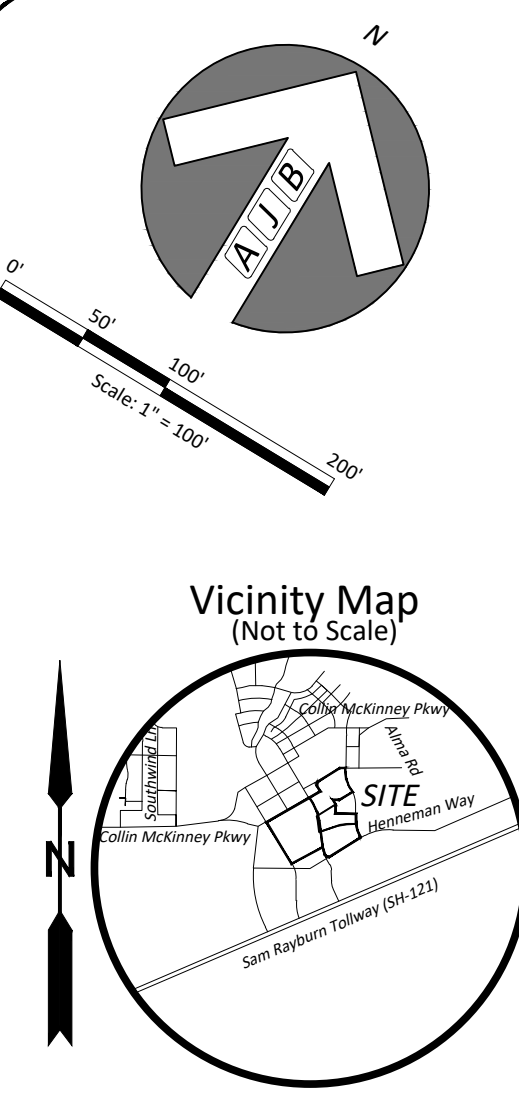 N
A J B
0'
50'
100'
200'
Scale: 1" = 100'
Vicinity Map
(Not to Scale)
N
Collin McKinney Pkwy
Alma Rd
Southwind Ln
SITE
Henneman Way
Collin McKinney Pkwy
Sam Rayburn Tollway (SH-121)